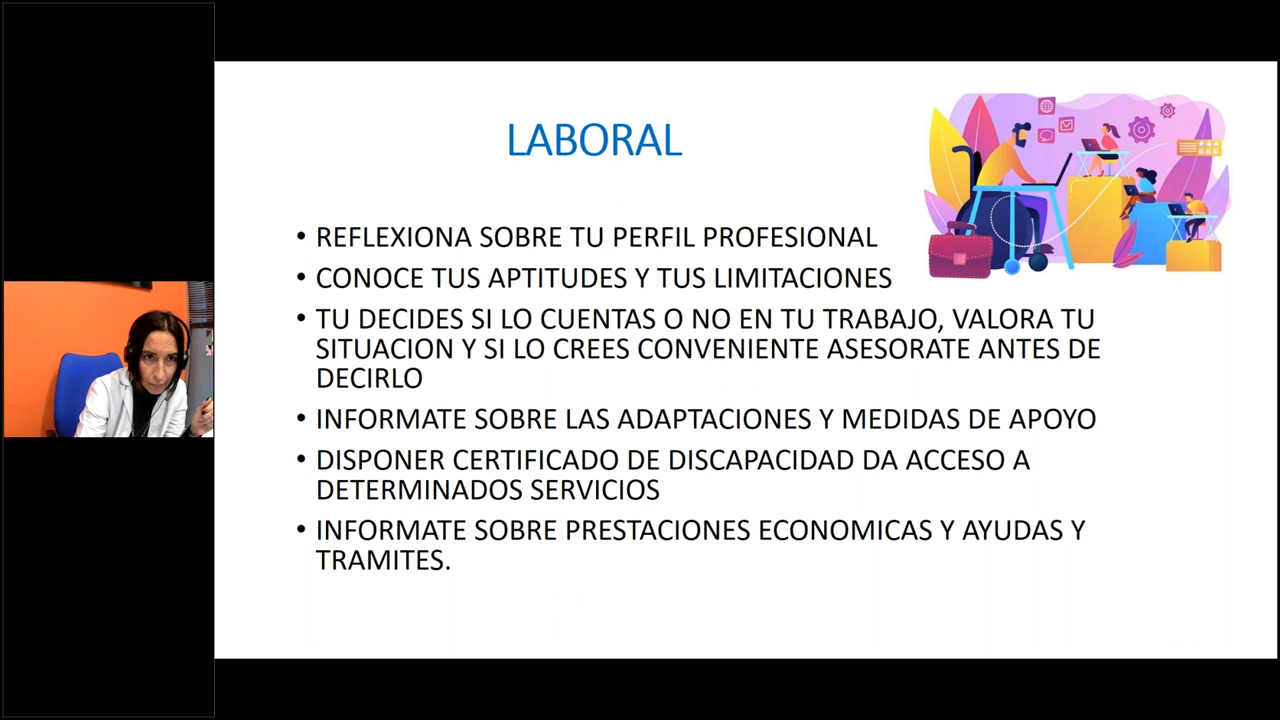 LABORAL
• REFLEXIONA SOBRE TU PERFIL PROFESIONAL
• CONOCE TUS APTITUDES Y TUS LIMITACIONES
• TU DECIDES SI LO CUENTAS O NO EN TU TRABAJO, VALORA TU
SITUACION Y SI LO CREES CONVENIENTE ASESORATE ANTES DE
DECIRLO
• INFORMATE SOBRE LAS ADAPTACIONES Y MEDIDAS DE APOYO
• DISPONER CERTIFICADO DE DISCAPACIDAD DA ACCESO A
DETERMINADOS SERVICIOS
• INFORMATE SOBRE PRESTACIONES ECONOMICAS Y AYUDAS Y
TRAMITES.